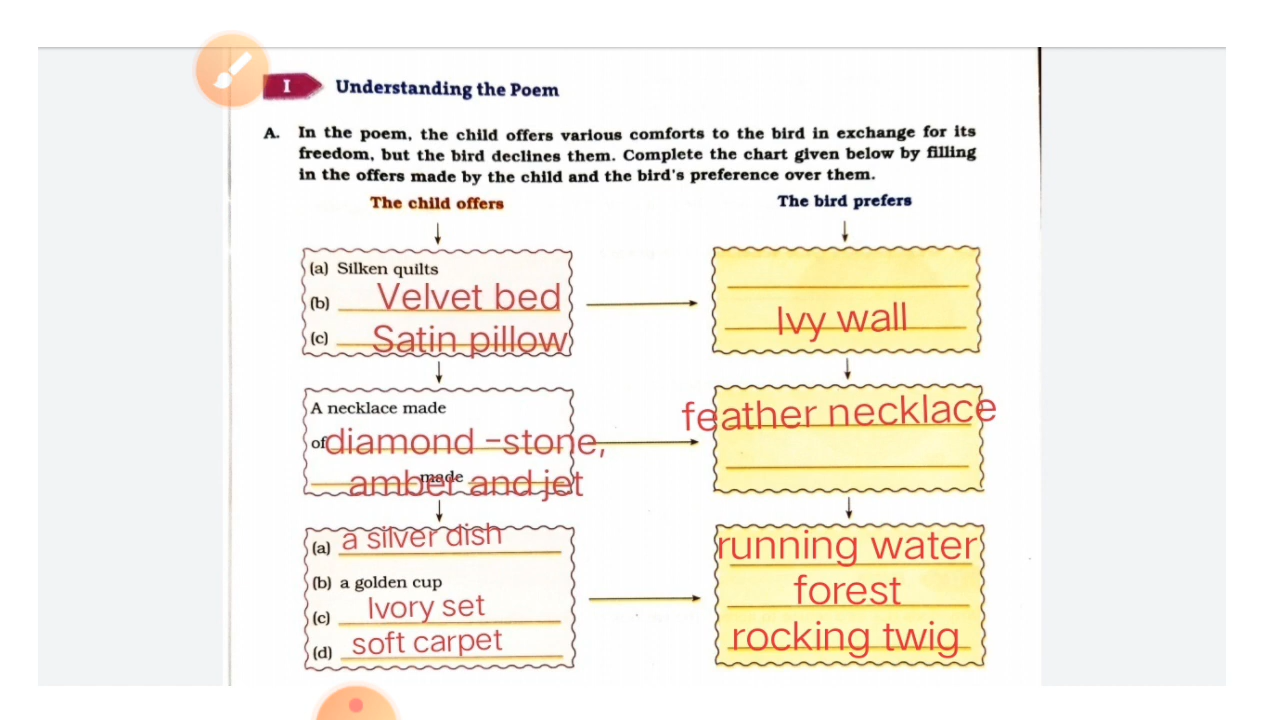 I Understanding the Poem
A. In the poem, the child offers various comforts to the bird in exchange for its
freedom, but the bird declines them. Complete the chart given below by filling
in the offers made by the child and the bird's preference over them.
The child offers
The bird prefers
(a) Silken quilts
(b) Velvet bed
(c) Satin pillow
Ivy wall
A necklace made
of diamond -stone,
made
amber and jet
feather necklace
(a) a silver dish
(b) a golden cup
(c) Ivory set
(d) soft carpet
running water
forest
rocking twig